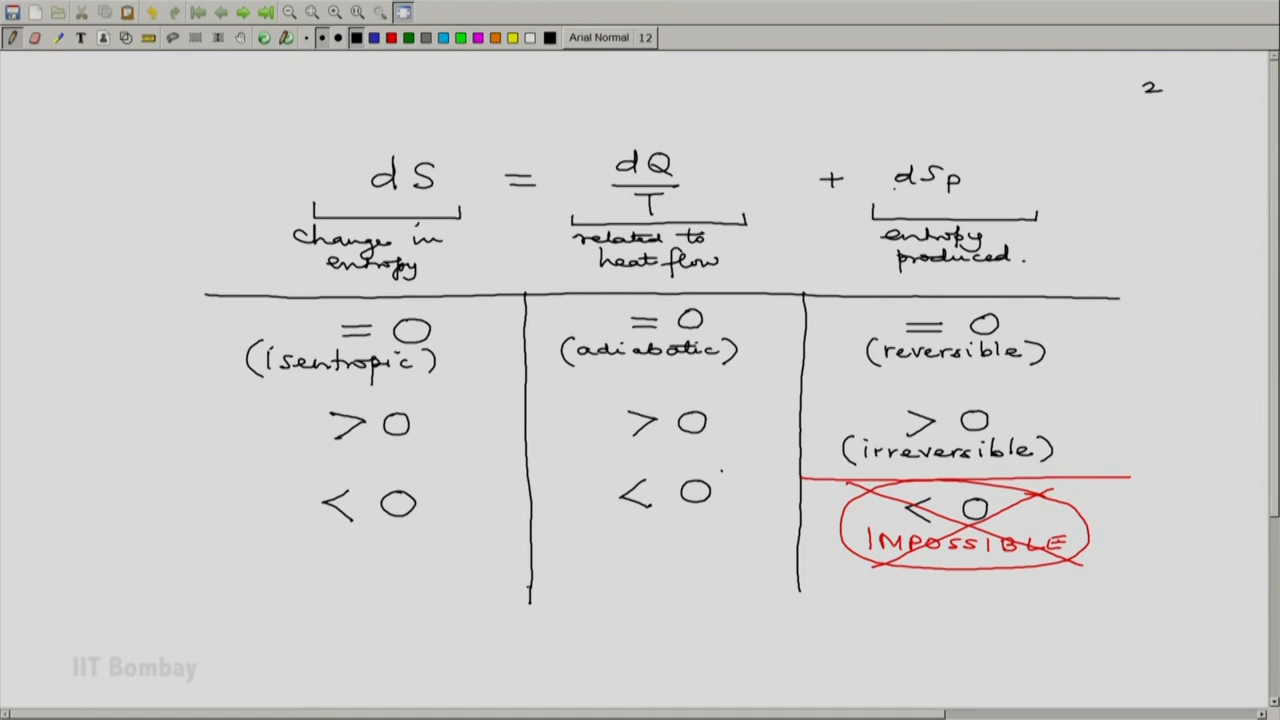 Arial Normal 12
2
dS = dQ/T + dSp
change in entropy
related to heat flow
entropy produced.
= 0 = 0 = 0
(isentropic) (adiabatic) (reversible)
> 0 > 0 > 0
(irreversible)
< 0 < 0 < 0
IMPOSSIBLE
IIT Bombay